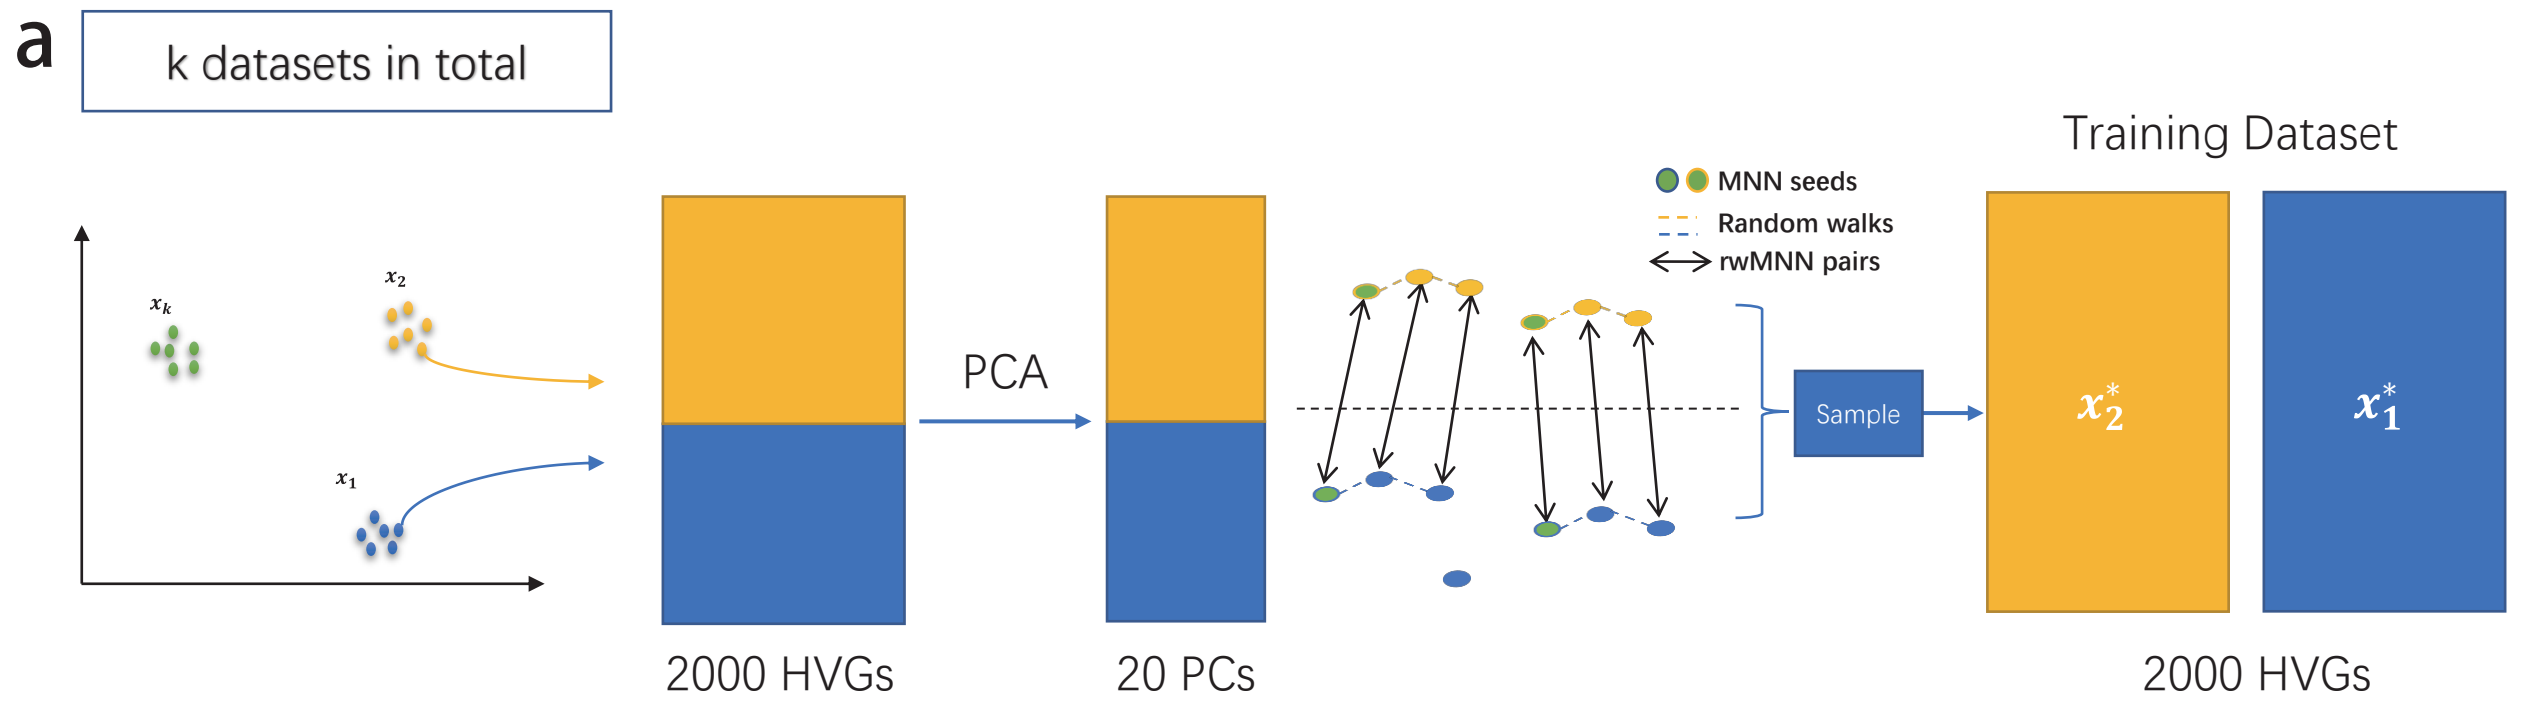 a
k datasets in total
x_k
x_2
x_1
2000 HVGs
PCA
20 PCs
MNN seeds
Random walks
rwMNN pairs
Sample
Training Dataset
x_2^*
x_1^*
2000 HVGs